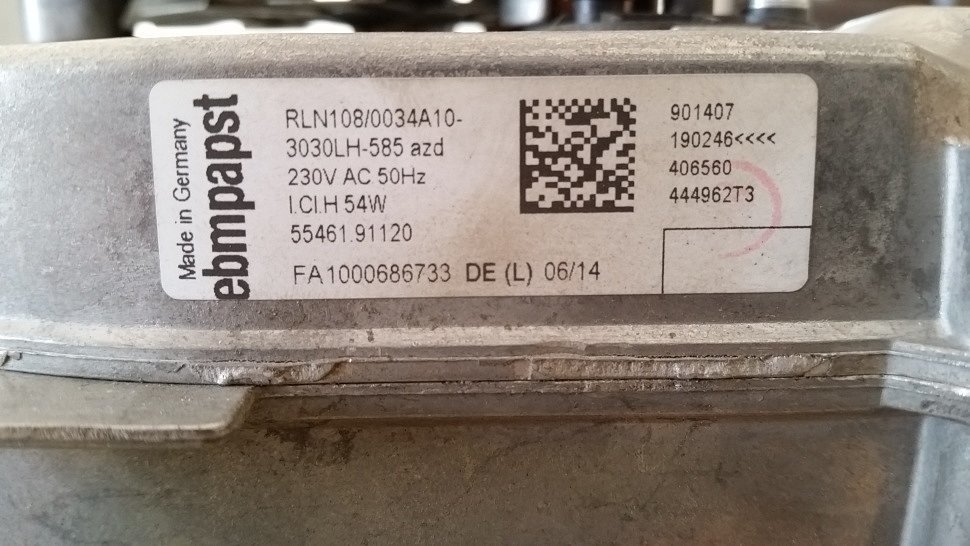 Made in Germany
ebmpapst
RLN108/0034A10-
3030LH-585 azd
230V AC 50Hz
I.Cl.H 54W
55461.91120
FA1000686733 DE (L) 06/14
901407
190246<<<<
406560
444962T3